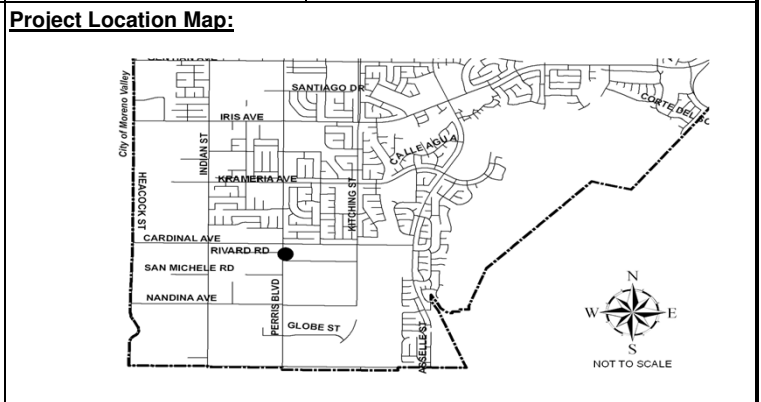 Project Location Map:
SANTIAGO DR
CORTE DEL
City of Moreno Valley
IRIS AVE
INDIAN ST
CALLE AGUA
KRAMERIA AVE
HEACOCK ST
KITCHING ST
CARDINAL AVE
RIVARD RD
SAN MICHELE RD
NANDINA AVE
PERRIS BLVD
GLOBE ST
ASSELLE ST
N
W
E
S
NOT TO SCALE